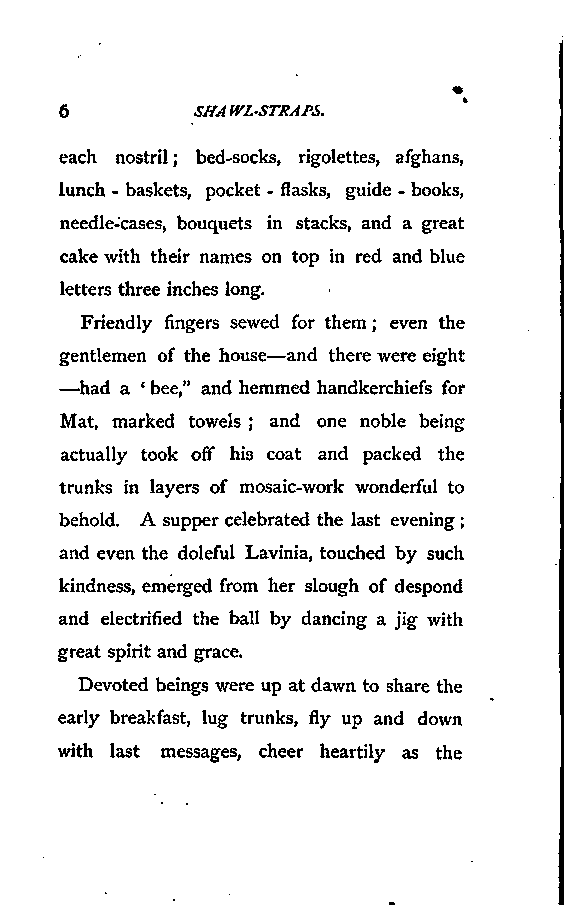 6 SHAWL-STRAPS.
each nostril; bed-socks, rigolettes, afghans,
lunch - baskets, pocket - flasks, guide - books,
needle-cases, bouquets in stacks, and a great
cake with their names on top in red and blue
letters three inches long.
Friendly fingers sewed for them; even the
gentlemen of the house—and there were eight
—had a ‘ bee,” and hemmed handkerchiefs for
Mat, marked towels ; and one noble being
actually took off his coat and packed the
trunks in layers of mosaic-work wonderful to
behold. A supper celebrated the last evening ;
and even the doleful Lavinia, touched by such
kindness, emerged from her slough of despond
and electrified the ball by dancing a jig with
great spirit and grace.
Devoted beings were up at dawn to share the
early breakfast, lug trunks, fly up and down
with last messages, cheer heartily as the